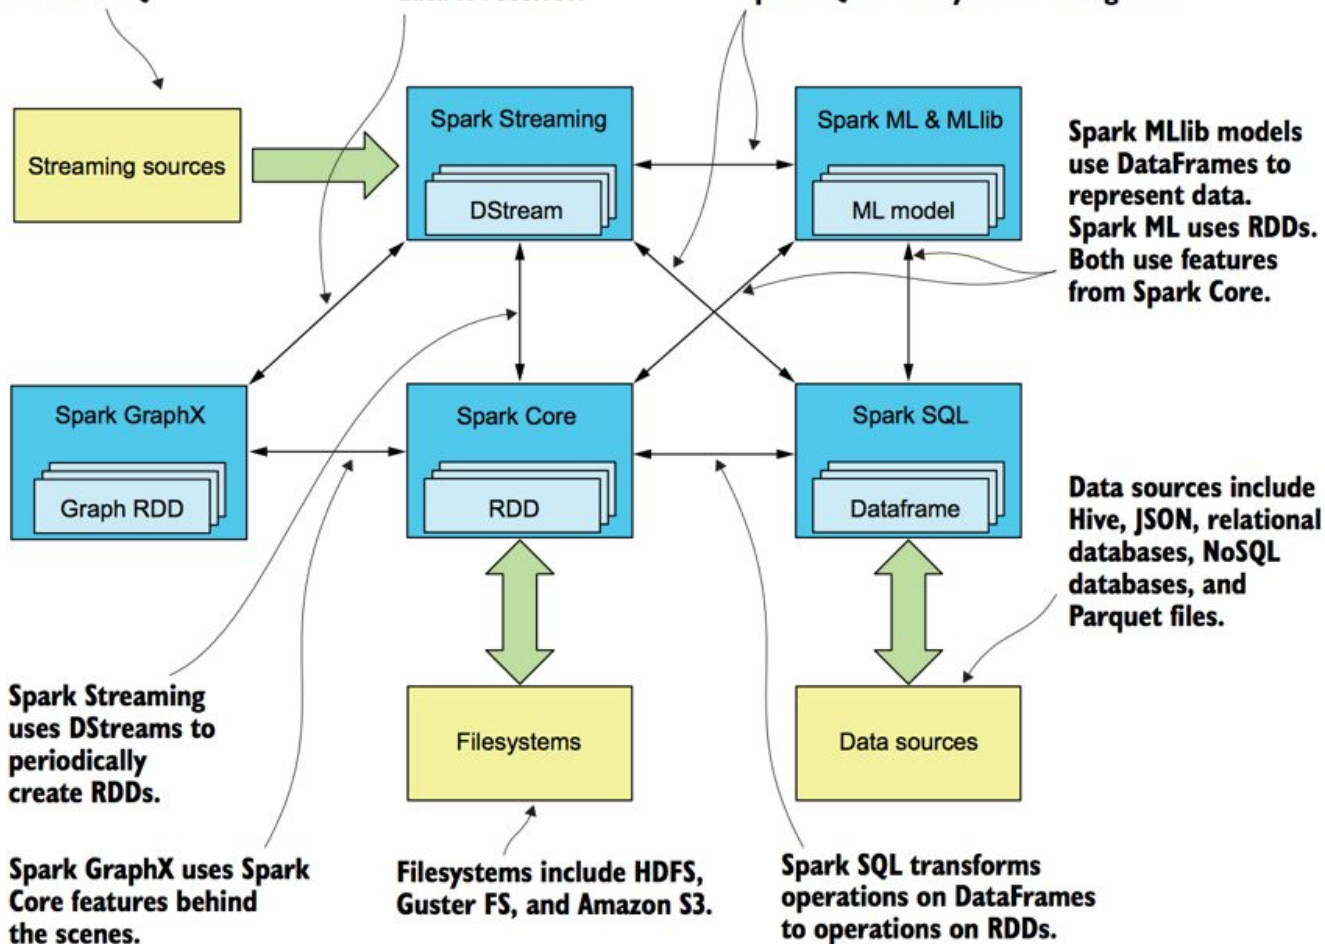 Streaming sources
Spark Streaming
DStream
Spark ML & MLlib
ML model
Spark MLlib models
use DataFrames to
represent data.
Spark ML uses RDDs.
Both use features
from Spark Core.
Spark GraphX
Graph RDD
Spark Core
RDD
Spark SQL
Dataframe
Data sources include
Hive, JSON, relational
databases, NoSQL
databases, and
Parquet files.
Spark Streaming
uses DStreams to
periodically
create RDDs.
Filesystems
Data sources
Spark GraphX uses Spark
Core features behind
the scenes.
Filesystems include HDFS,
Guster FS, and Amazon S3.
Spark SQL transforms
operations on DataFrames
to operations on RDDs.